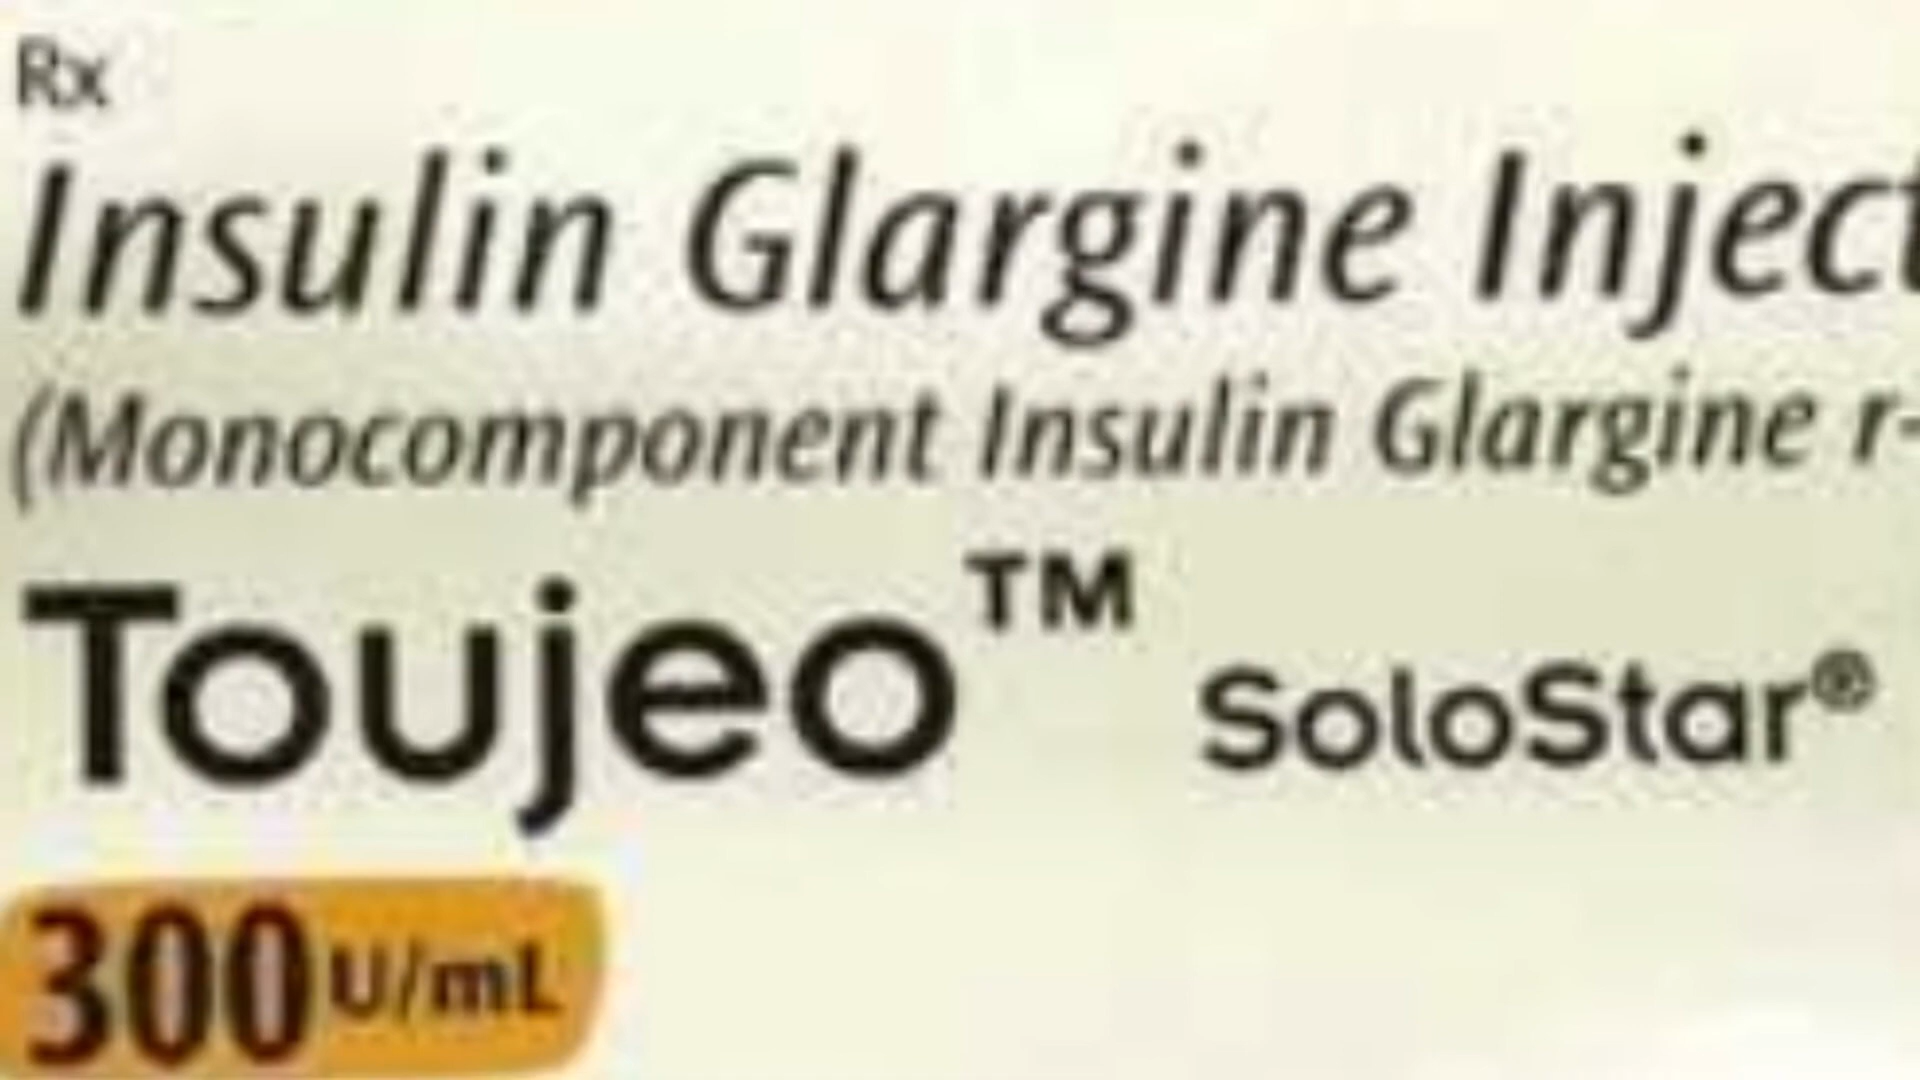 Rx
Insulin Glargine Inject
(Monocomponent Insulin Glargine r-
Toujeo™ SoloStar®
300 U/mL